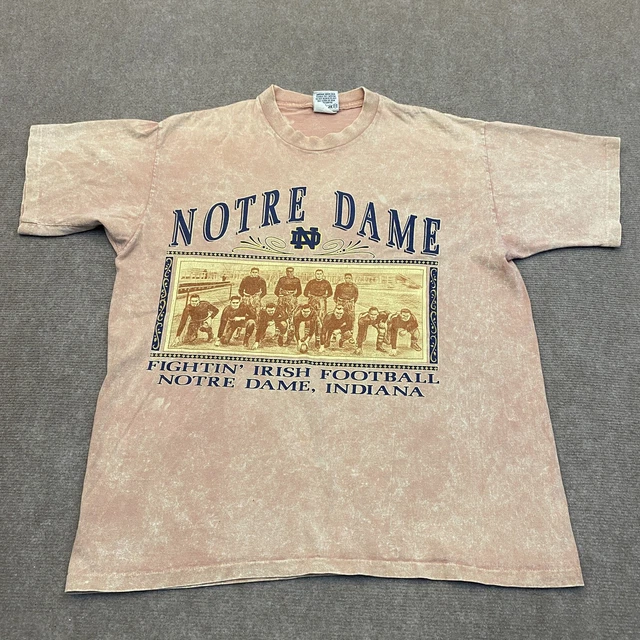 NOTRE DAME
ND
FIGHTIN' IRISH FOOTBALL
NOTRE DAME, INDIANA